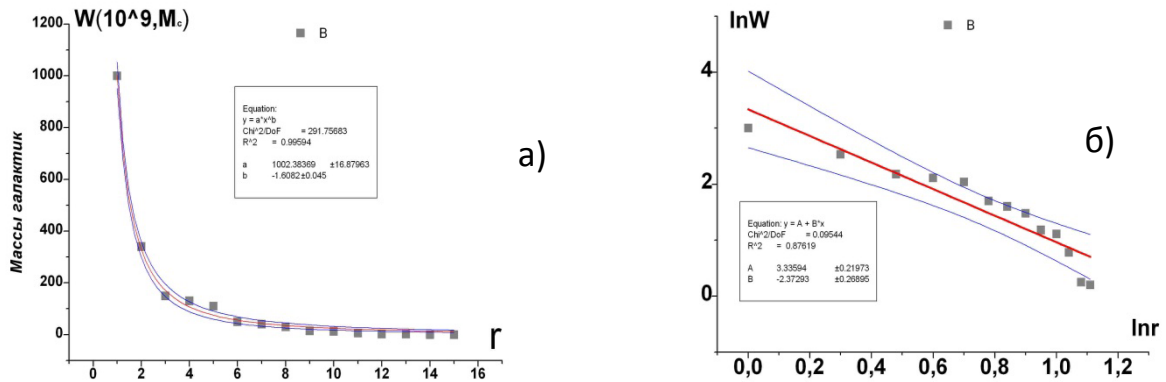 W(10^9,Mc)
B
1200
1000
800
600
400
200
0
Массы галактик
0 2 4 6 8 10 12 14 16
r
Equation:
y = a*x^b
Chi^2/DoF = 291.75683
R^2 = 0.99594
a 1002.38369 ±16.87963
b -1.6082±0.045
а)
lnW
B
4
2
0
0,0 0,2 0,4 0,6 0,8 1,0 1,2
lnr
Equation: y = A + B*x
Chi^2/DoF = 0.09544
R^2 = 0.87619
A 3.33594 ±0.21973
B -2.37293 ±0.26895
б)